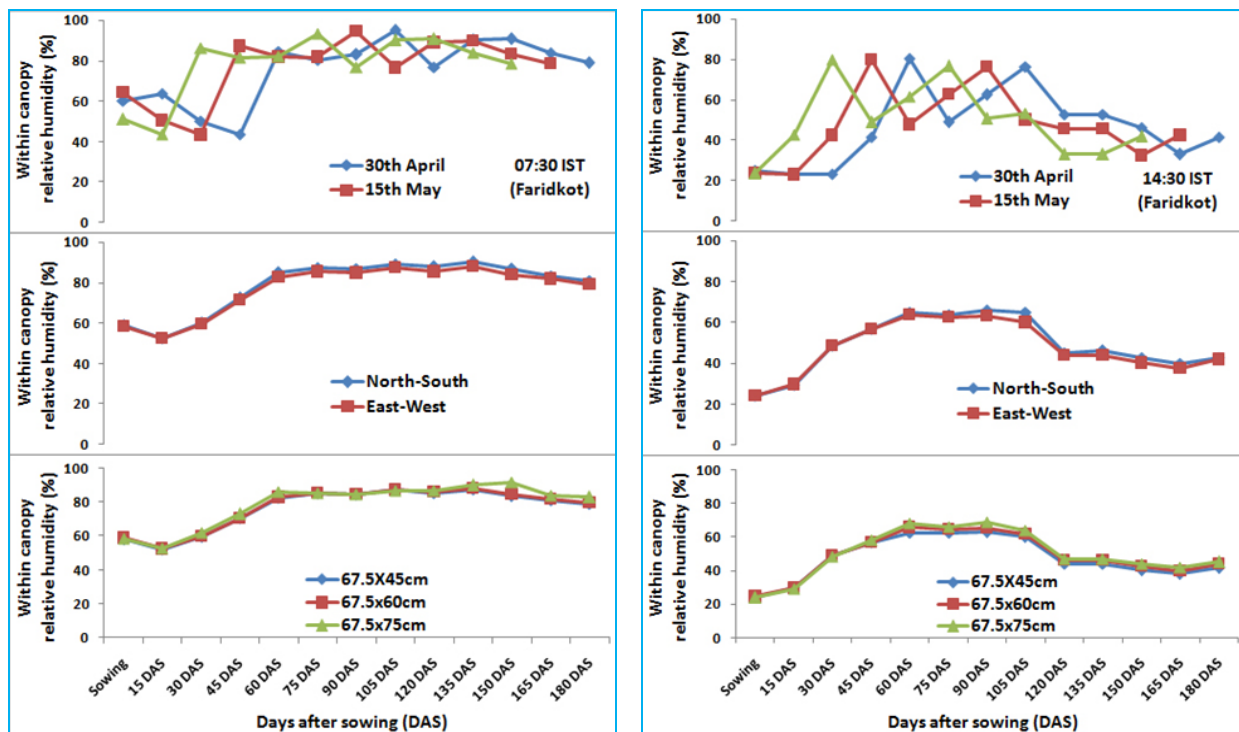 Within canopy
relative humidity (%)
100
80
60
40
20
0
30th April
15th May
07:30 IST
(Faridkot)
Within canopy
relative humidity (%)
100
80
60
40
20
0
North-South
East-West
Within canopy
relative humidity (%)
100
80
60
40
20
0
67.5X45cm
67.5x60cm
67.5x75cm
Sowing
15 DAS
30 DAS
45 DAS
60 DAS
75 DAS
90 DAS
105 DAS
120 DAS
135 DAS
150 DAS
165 DAS
180 DAS
Days after sowing (DAS)
Within canopy
relative humidity (%)
100
80
60
40
20
0
30th April
15th May
14:30 IST
(Faridkot)
Within canopy
relative humidity (%)
100
80
60
40
20
0
North-South
East-West
Within canopy
relative humidity (%)
100
80
60
40
20
0
67.5X45cm
67.5x60cm
67.5x75cm
Sowing
15 DAS
30 DAS
45 DAS
60 DAS
75 DAS
90 DAS
105 DAS
120 DAS
135 DAS
150 DAS
165 DAS
180 DAS
Days after sowing (DAS)